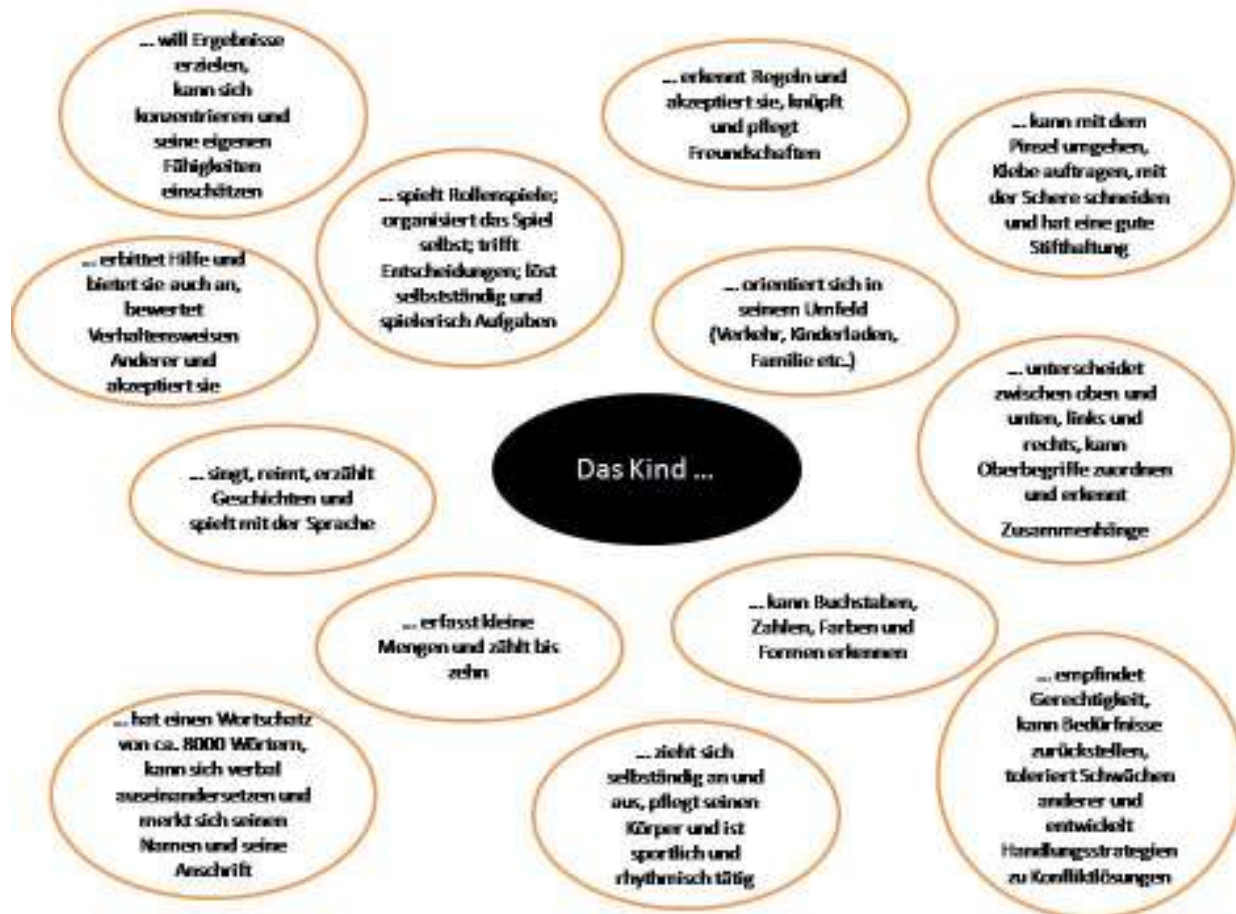 ... will Ergebnisse
erzielen,
kann sich
konzentrieren und
seine eigenen
Fähigkeiten
einschätzen
... erkennt Regeln und
akzeptiert sie, knüpft
und pflegt
Freundschaften
... kann mit dem
Pinsel umgehen,
Klebe auftragen, mit
der Schere schneiden
und hat eine gute
Stifthaltung
... spielt Rollenspiele;
organisiert das Spiel
selbst; trifft
Entscheidungen; löst
selbstständig und
spielerisch Aufgaben
... erbittet Hilfe und
bietet sie auch an,
bewertet
Verhaltensweisen
Anderer und
akzeptiert sie
... orientiert sich in
seinem Umfeld
(Verkehr, Kinderladen,
Familie etc.)
... unterscheidet
zwischen oben und
unten, links und
rechts, kann
Oberbegriffe zuordnen
und erkennt
Zusammenhänge
Das Kind ...
... singt, reimt, erzählt
Geschichten und
spielt mit der Sprache
... erfasst kleine
Mengen und zählt bis
zehn
... kann Buchstaben,
Zahlen, Farben und
Formen erkennen
... empfindet
Gerechtigkeit,
kann Bedürfnisse
zurückstellen,
toleriert Schwächen
anderer und
entwickelt
Handlungsstrategien
zu Konfliktlösungen
... hat einen Wortschatz
von ca. 8000 Wörtern,
kann sich verbal
auseinandersetzen und
merkt sich seinen
Namen und seine
Anschrift
... zieht sich
selbständig an und
aus, pflegt seinen
Körper und ist
sportlich und
rhythmisch tätig